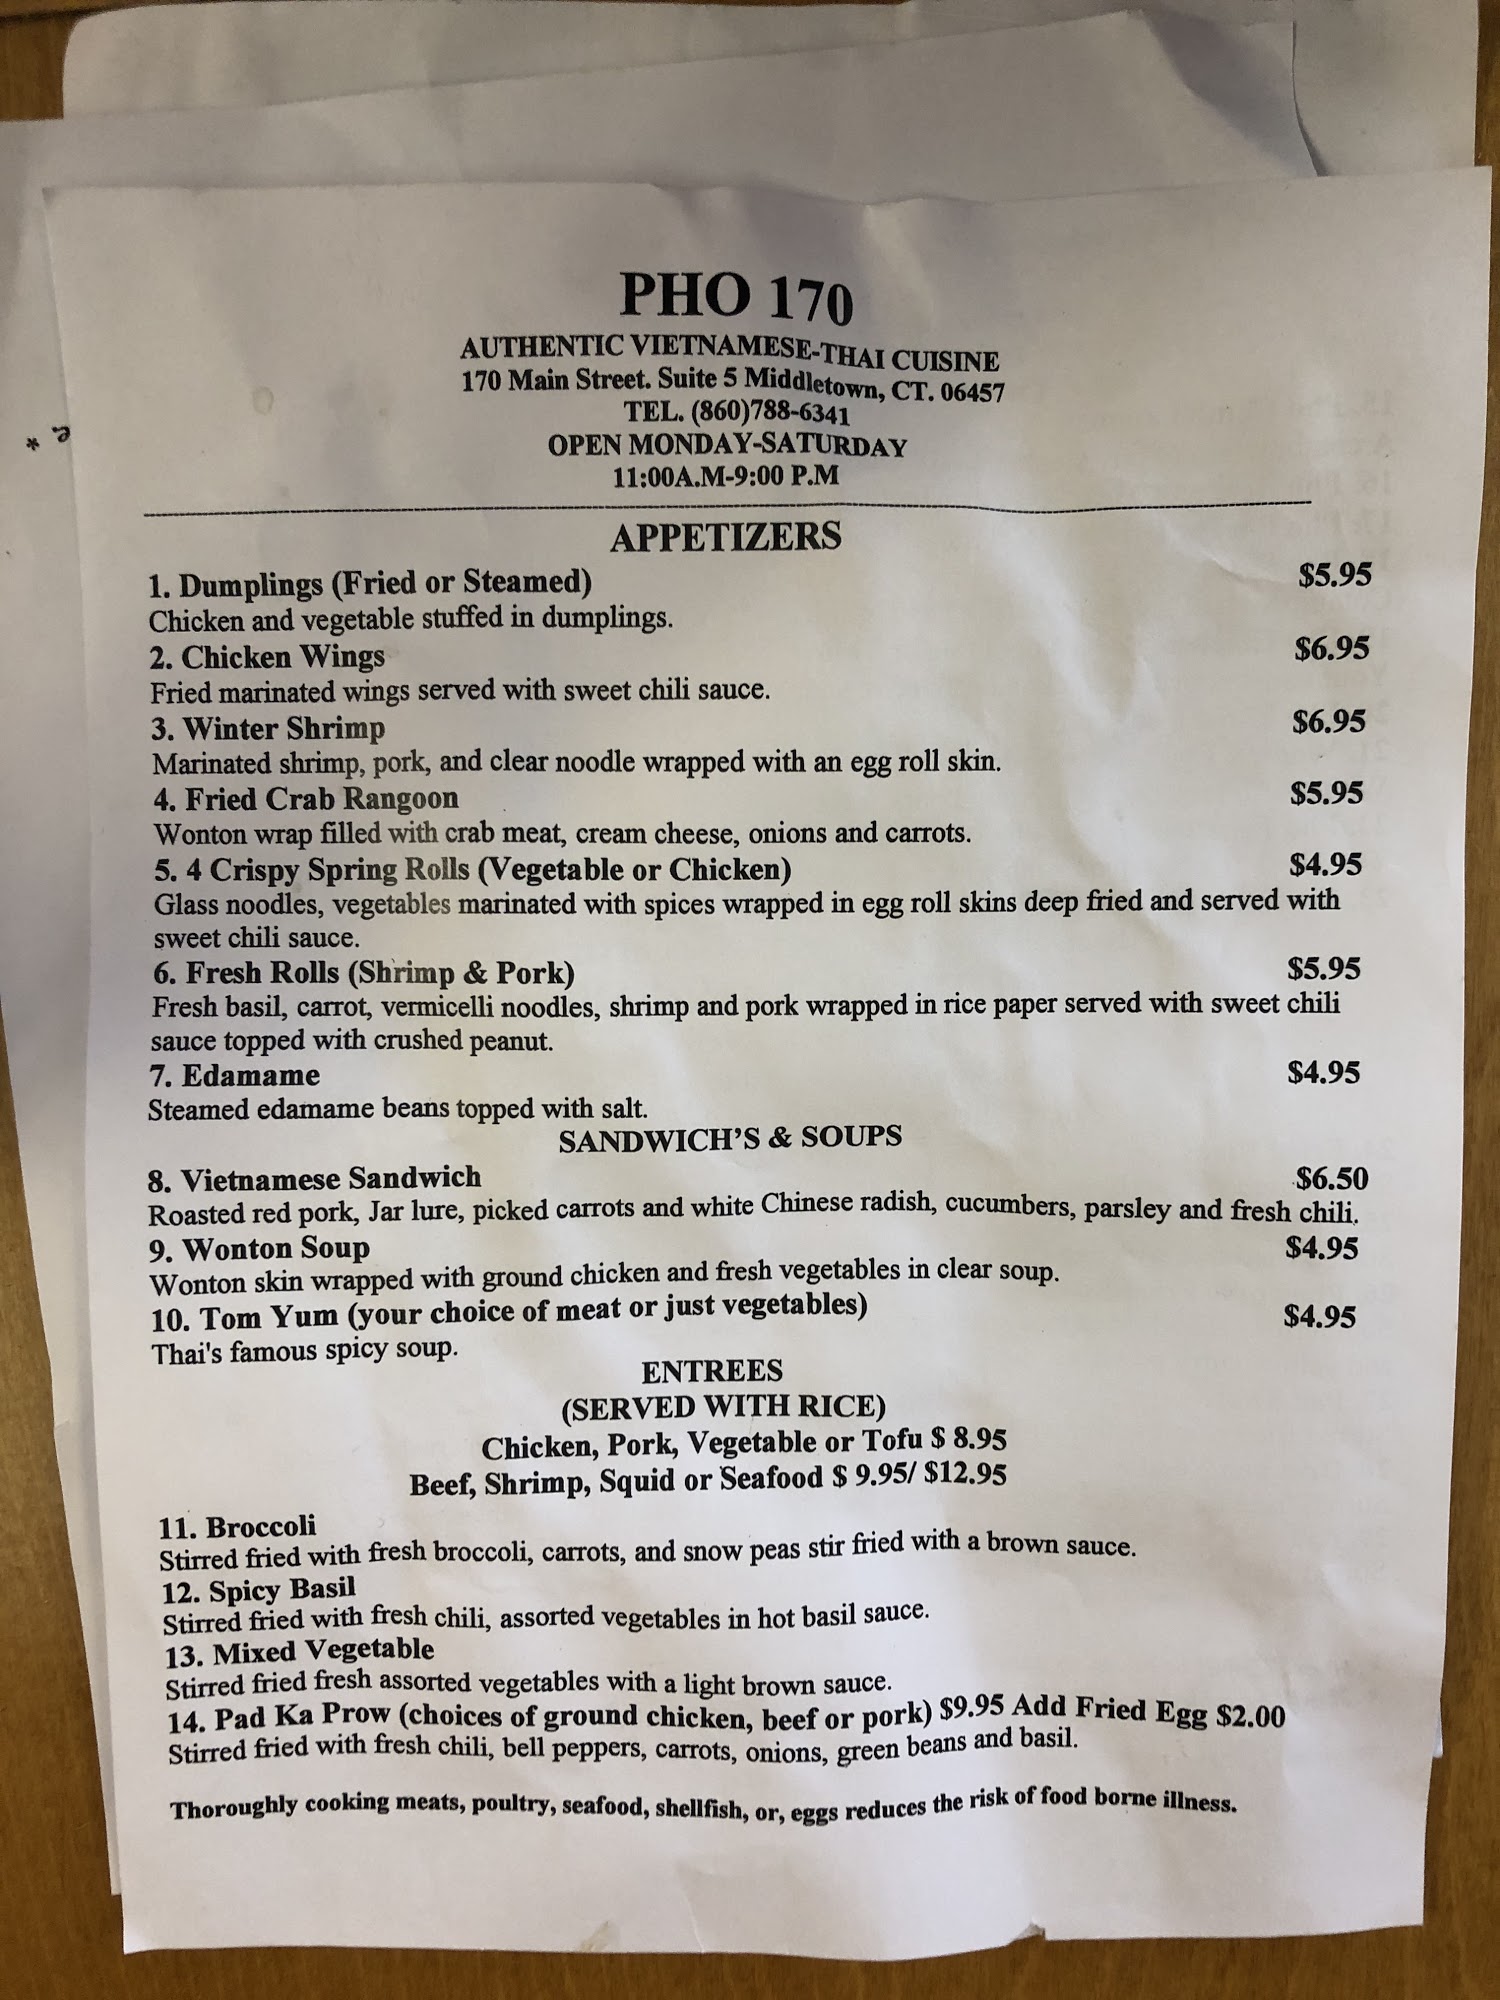 PHO 170
AUTHENTIC VIETNAMESE-THAI CUISINE
170 Main Street. Suite 5 Middletown, CT. 06457
TEL. (860)788-6341
OPEN MONDAY-SATURDAY
11:00A.M-9:00 P.M
APPETIZERS
1. Dumplings (Fried or Steamed) $5.95
Chicken and vegetable stuffed in dumplings.
2. Chicken Wings $6.95
Fried marinated wings served with sweet chili sauce.
3. Winter Shrimp $6.95
Marinated shrimp, pork, and clear noodle wrapped with an egg roll skin.
4. Fried Crab Rangoon $5.95
Wonton wrap filled with crab meat, cream cheese, onions and carrots.
5. 4 Crispy Spring Rolls (Vegetable or Chicken) $4.95
Glass noodles, vegetables marinated with spices wrapped in egg roll skins deep fried and served with
sweet chili sauce.
6. Fresh Rolls (Shrimp & Pork) $5.95
Fresh basil, carrot, vermicelli noodles, shrimp and pork wrapped in rice paper served with sweet chili
sauce topped with crushed peanut.
7. Edamame $4.95
Steamed edamame beans topped with salt.
SANDWICH'S & SOUPS
8. Vietnamese Sandwich $6.50
Roasted red pork, Jar lure, picked carrots and white Chinese radish, cucumbers, parsley and fresh chili.
9. Wonton Soup $4.95
Wonton skin wrapped with ground chicken and fresh vegetables in clear soup.
10. Tom Yum (your choice of meat or just vegetables) $4.95
Thai's famous spicy soup.
ENTREES
(SERVED WITH RICE)
Chicken, Pork, Vegetable or Tofu $ 8.95
Beef, Shrimp, Squid or Seafood $ 9.95/ $12.95
11. Broccoli
Stirred fried with fresh broccoli, carrots, and snow peas stir fried with a brown sauce.
12. Spicy Basil
Stirred fried with fresh chili, assorted vegetables in hot basil sauce.
13. Mixed Vegetable
Stirred fried fresh assorted vegetables with a light brown sauce.
14. Pad Ka Prow (choices of ground chicken, beef or pork) $9.95 Add Fried Egg $2.00
Stirred fried with fresh chili, bell peppers, carrots, onions, green beans and basil.
Thoroughly cooking meats, poultry, seafood, shellfish, or, eggs reduces the risk of food borne illness.